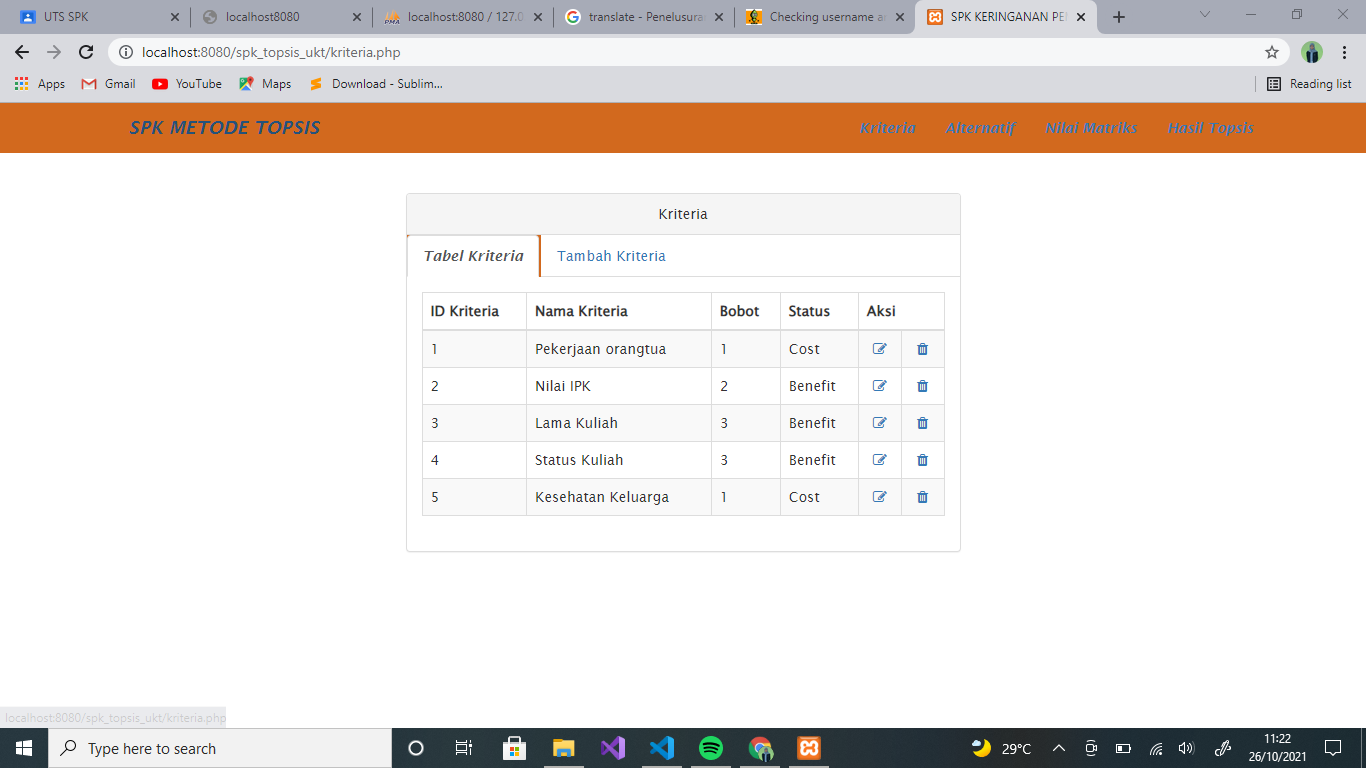 UTS SPK
localhost8080
PMA localhost:8080 / 127.0
translate - Penelusura
Checking username a
SPK KERINGANAN PE
localhost:8080/spk_topsis_ukt/kriteria.php
Apps
Gmail
YouTube
Maps
Download - Sublim...
Reading list
SPK METODE TOPSIS
Kriteria
Alternatif
Nilai Matriks
Hasil Topsis
Kriteria
Tabel Kriteria
Tambah Kriteria
ID Kriteria Nama Kriteria Bobot Status Aksi
1 Pekerjaan orangtua 1 Cost
2 Nilai IPK 2 Benefit
3 Lama Kuliah 3 Benefit
4 Status Kuliah 3 Benefit
5 Kesehatan Keluarga 1 Cost
localhost:8080/spk_topsis_ukt/kriteria.php
Type here to search
29°C
11:22
26/10/2021